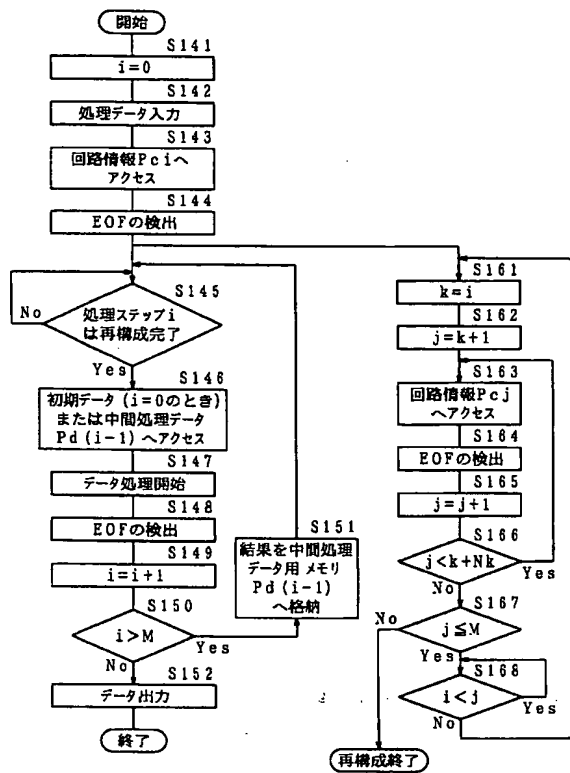 開始
S141
i=0
S142
処理データ入力
S143
回路情報Pciへ
アクセス
S144
EOFの検出
S145
No
処理ステップi
は再構成完了
Yes
S146
初期データ(i=0のとき)
または中間処理データ
Pd(i-1)へアクセス
S147
データ処理開始
S148
EOFの検出
S149
i=i+1
S150
i>M
Yes
No
S151
結果を中間処理
データ用メモリ
Pd(i-1)
へ格納
S152
データ出力
終了
S161
k=i
S162
j=k+1
S163
回路情報Pcj
へアクセス
S164
EOFの検出
S165
j=j+1
S166
j<k+Nk
Yes
No
S167
No
j≦M
Yes
S168
i<j
Yes
No
再構成終了